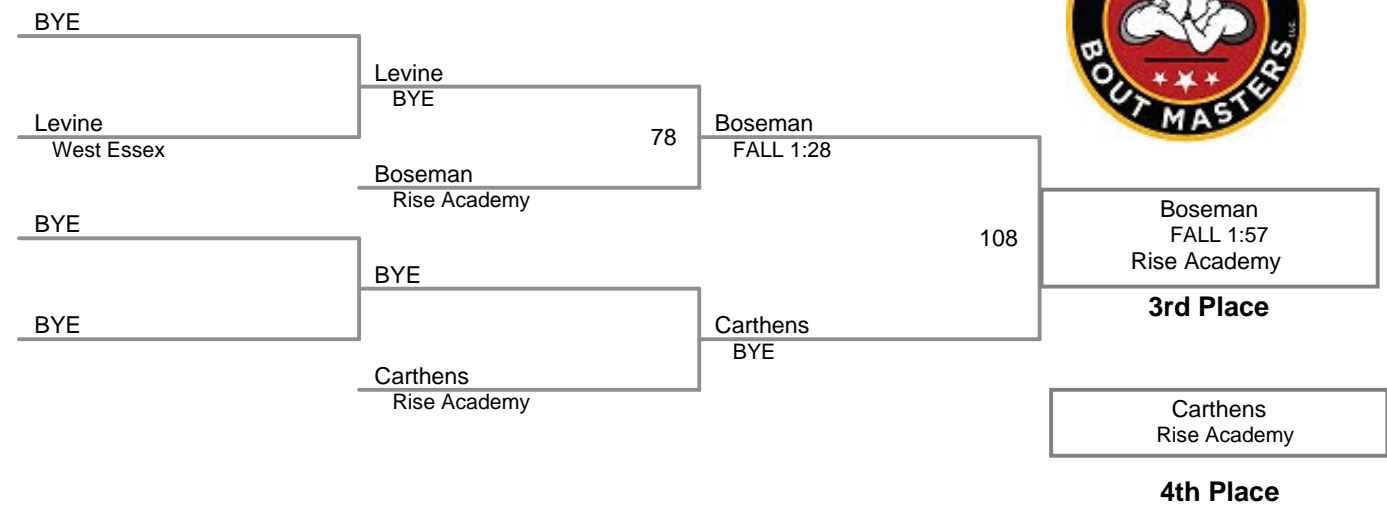 BYE
Levine
BYE
Levine
West Essex
78
Boseman
FALL 1:28
Boseman
Rise Academy
BYE
108
Boseman
FALL 1:57
Rise Academy
BYE
3rd Place
BYE
Carthens
BYE
Carthens
Rise Academy
Carthens
Rise Academy
4th Place
BOUT MASTERS LLC.